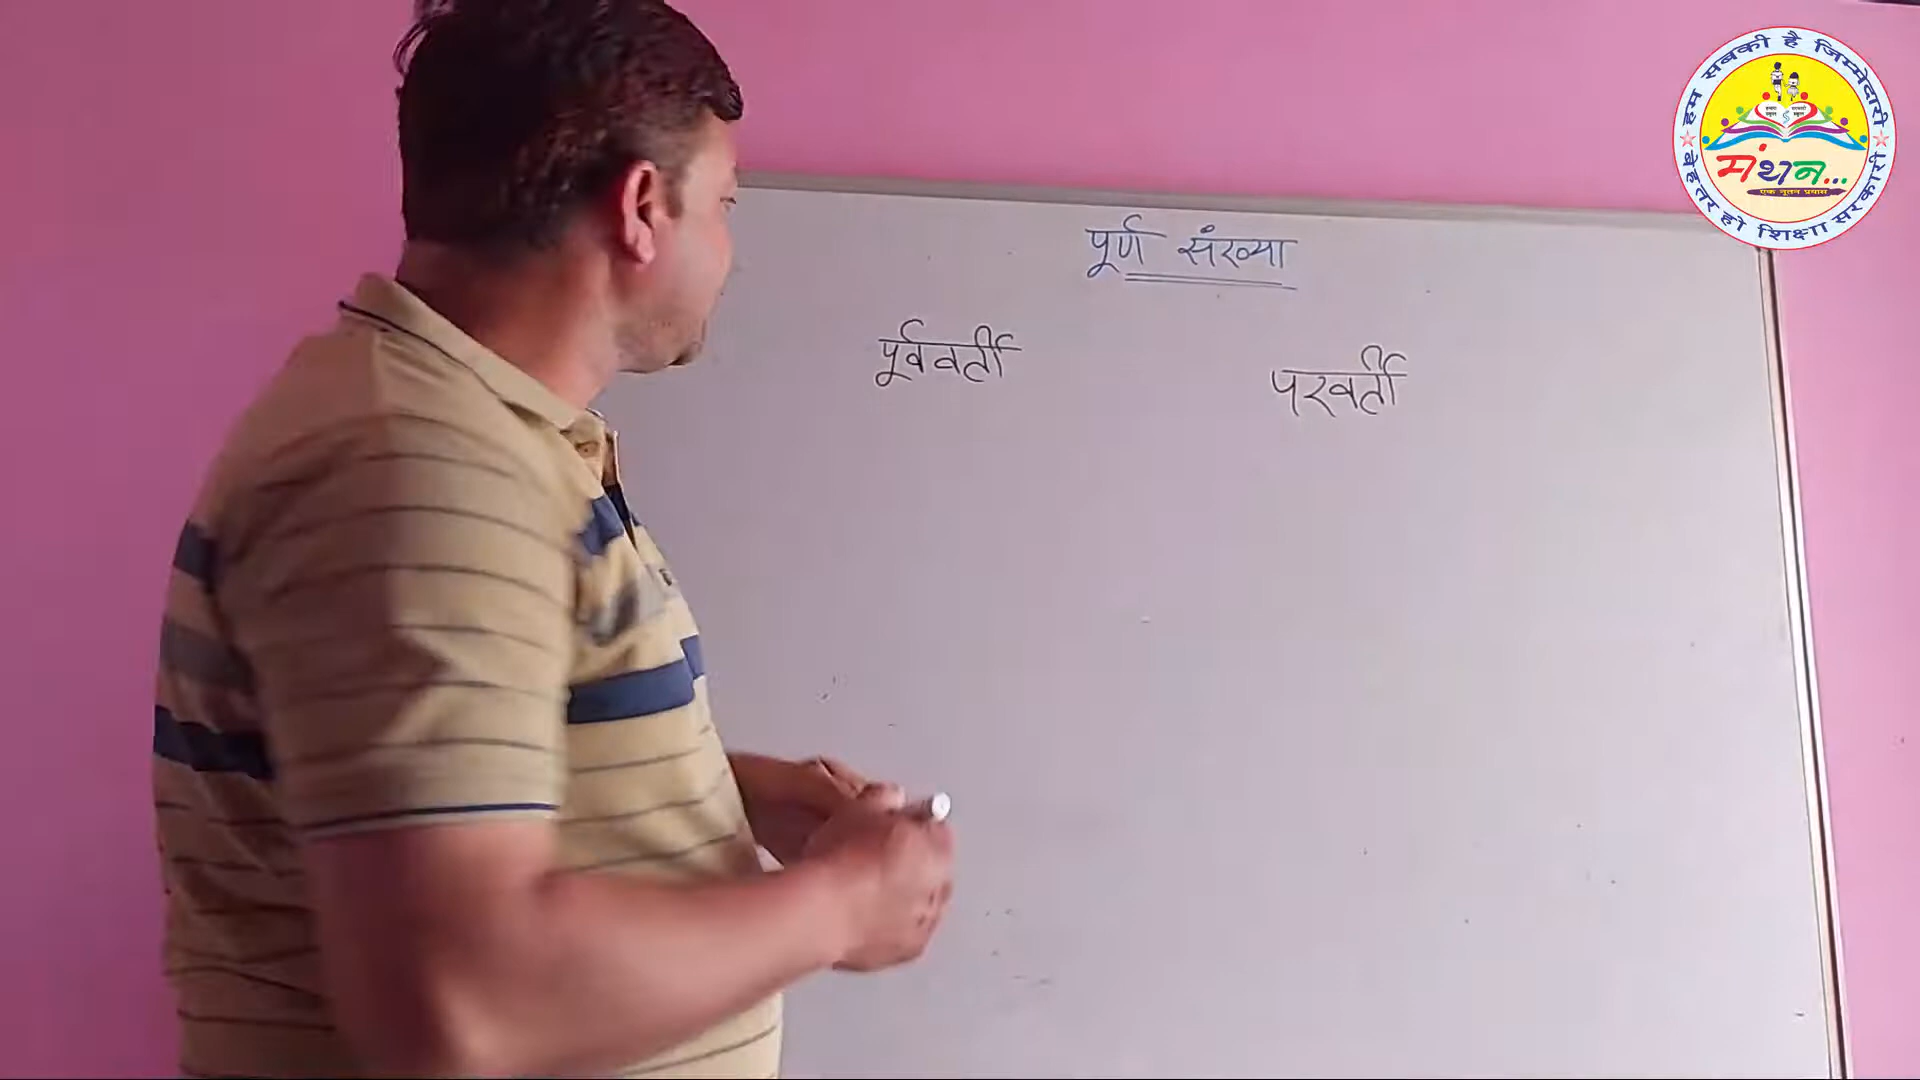 पूर्ण संख्या
पूर्ववर्ती
परवर्ती
हम सबकी है जिम्मेदारी
बेहतर हो शिक्षा सरकारी
मंथन...
एक नूतन प्रयास